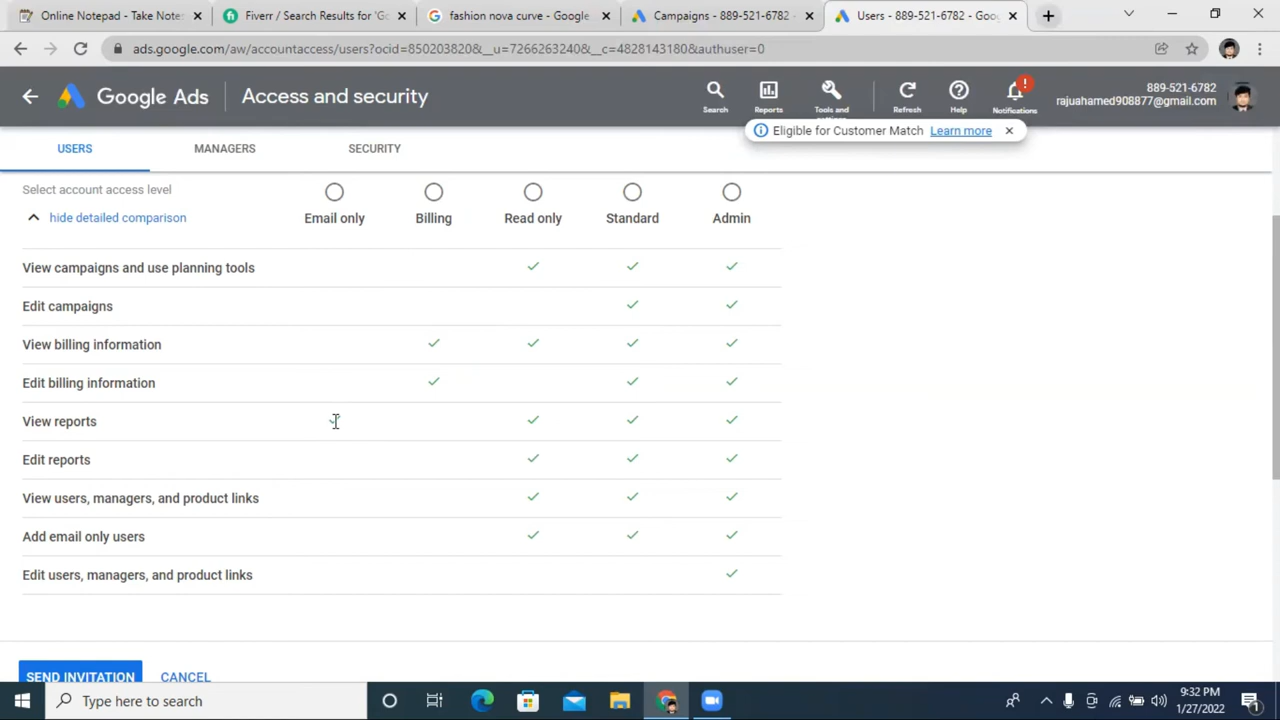 Online Notepad - Take Note
Fiverr / Search Results for 'Go
fashion nova curve - Google
Campaigns - 889-521-6782 -
Users - 889-521-6782 - Goo
ads.google.com/aw/accountaccess/users?ocid=850203820&__u=7266263240&__c=4828143180&authuser=0
Google Ads
Access and security
Search
Reports
Tools and
Refresh
Help
Notifications
889-521-6782
rajuahamed908877@gmail.com
Eligible for Customer Match Learn more
USERS
MANAGERS
SECURITY
Select account access level
hide detailed comparison
Email only
Billing
Read only
Standard
Admin
View campaigns and use planning tools
Edit campaigns
View billing information
Edit billing information
View reports
Edit reports
View users, managers, and product links
Add email only users
Edit users, managers, and product links
SEND INVITATION
CANCEL
Type here to search
9:32 PM
1/27/2022
1